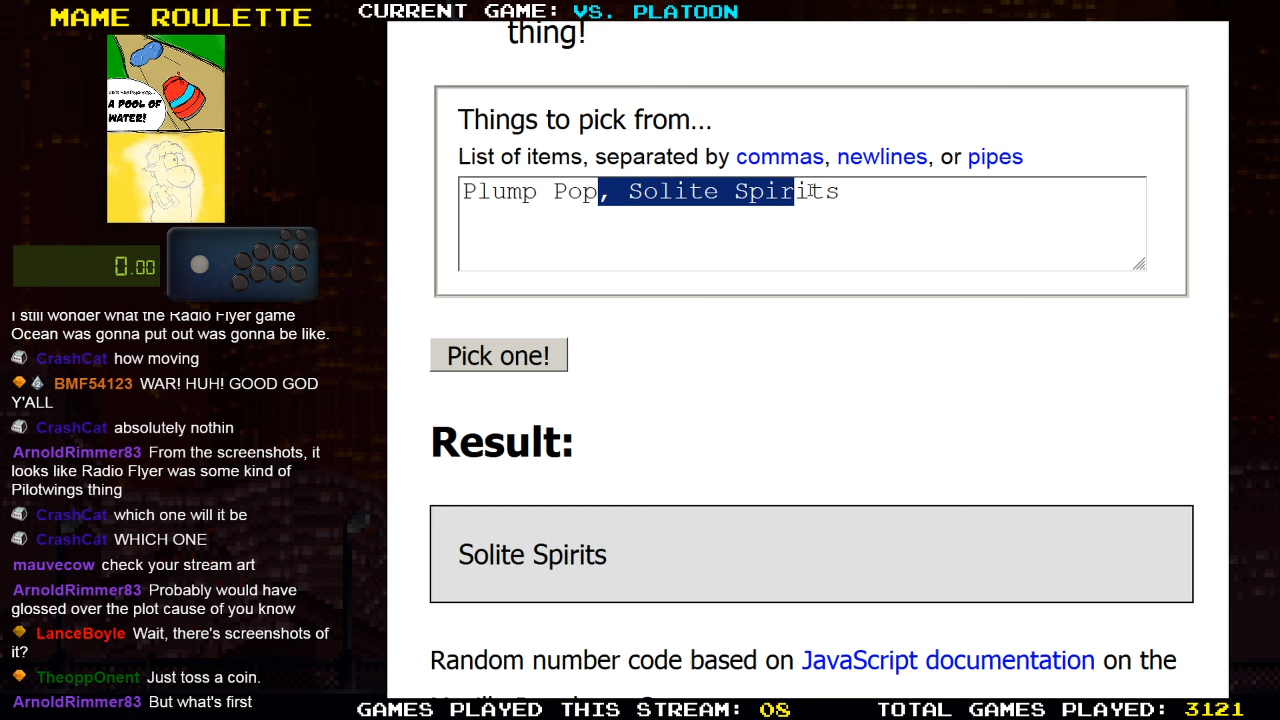 MAME ROULETTE
CURRENT GAME: VS. PLATOON
A POOL OF
WATER!
0.00
thing!
Things to pick from...
List of items, separated by commas, newlines, or pipes
Plump Pop, Solite Spirits
Pick one!
Result:
Solite Spirits
Random number code based on JavaScript documentation on the
I still wonder what the Radio Flyer game
Ocean was gonna put out was gonna be like.
CrashCat how moving
BMF54123 WAR! HUH! GOOD GOD
Y'ALL
CrashCat absolutely nothin
ArnoldRimmer83 From the screenshots, it
looks like Radio Flyer was some kind of
Pilotwings thing
CrashCat which one will it be
CrashCat WHICH ONE
mauvecow check your stream art
ArnoldRimmer83 Probably would have
glossed over the plot cause of you know
LanceBoyle Wait, there's screenshots of
it?
TheoppOnent Just toss a coin.
ArnoldRimmer83 But what's first
GAMES PLAYED THIS STREAM: 08
TOTAL GAMES PLAYED: 3121